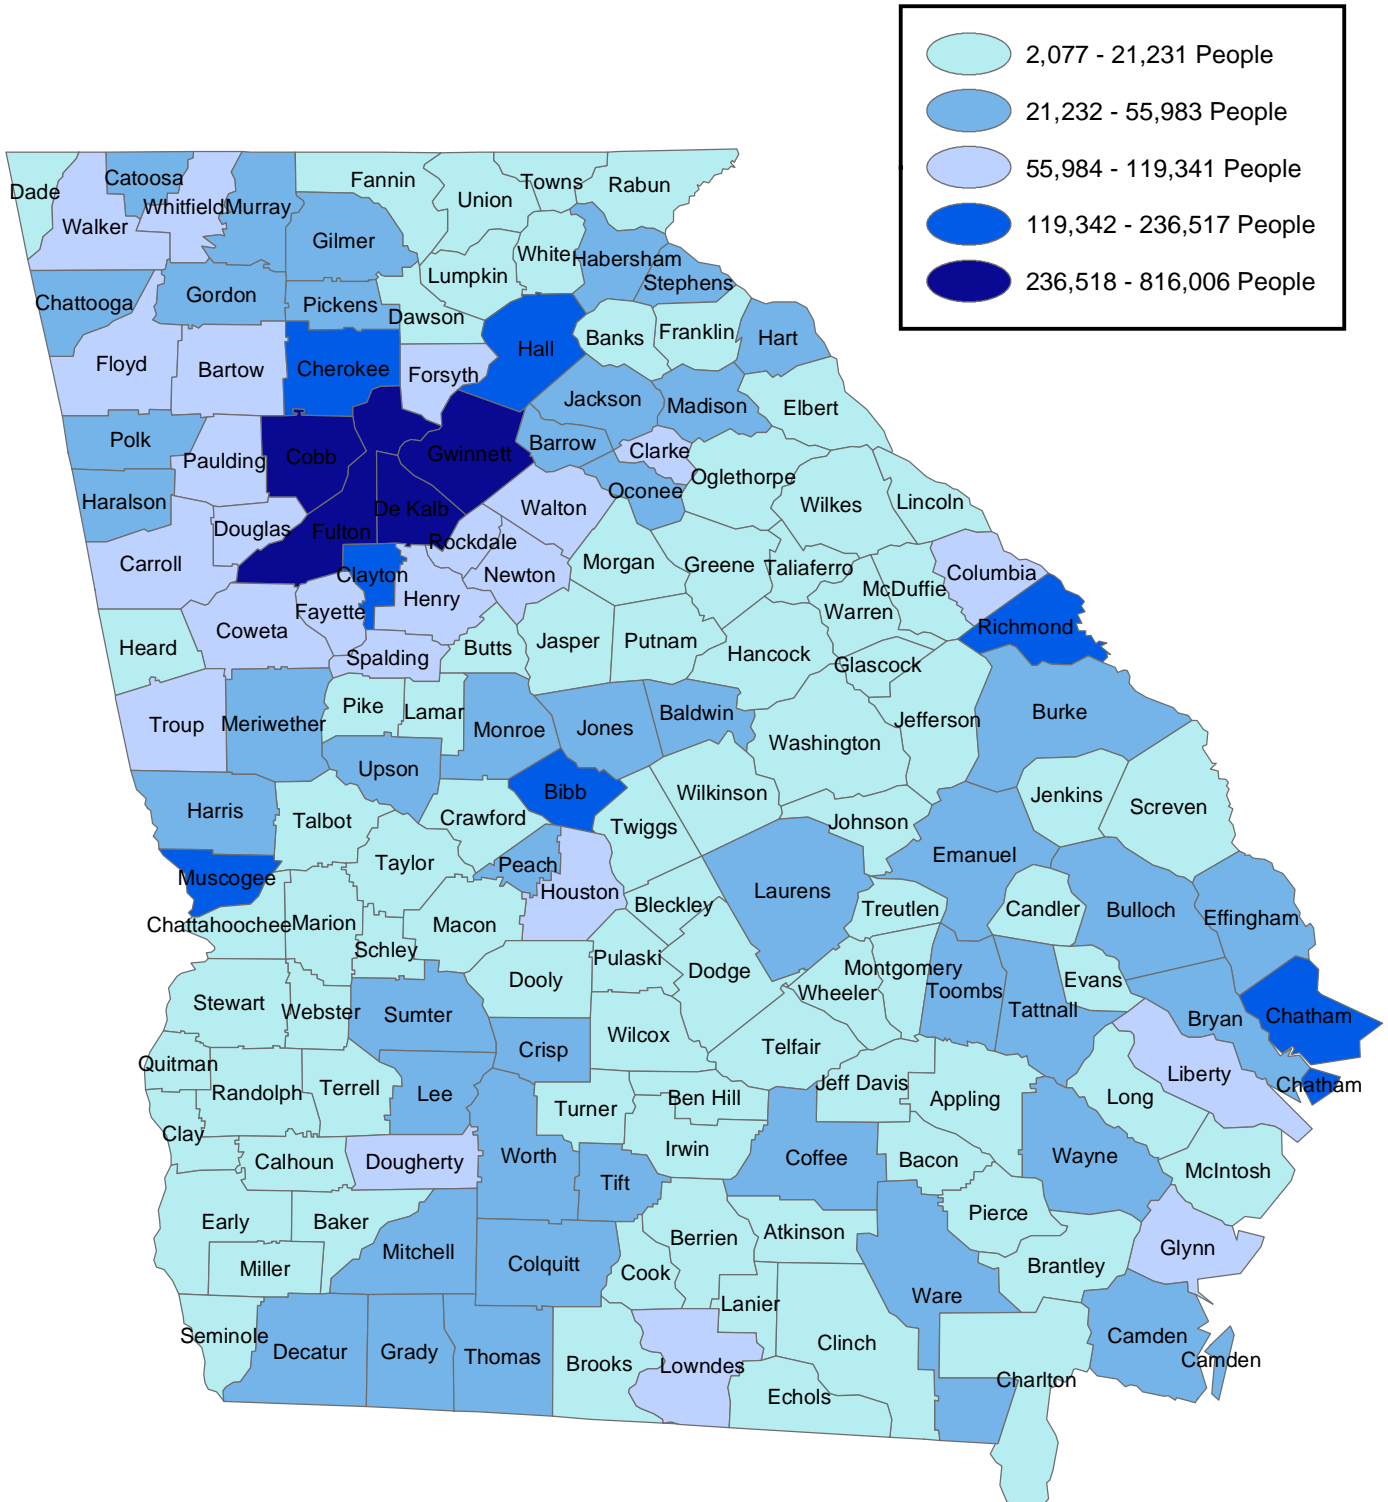 2,077 - 21,231 People
21,232 - 55,983 People
55,984 - 119,341 People
119,342 - 236,517 People
236,518 - 816,006 People
Dade
Catoosa
Walker
Whitfield
Murray
Fannin
Union
Towns
Rabun
Gilmer
White
Habersham
Lumpkin
Stephens
Chattooga
Gordon
Pickens
Dawson
Banks
Franklin
Hart
Hall
Floyd
Bartow
Cherokee
Forsyth
Jackson
Madison
Elbert
Polk
Paulding
Cobb
Gwinnett
Barrow
Clarke
Oglethorpe
Oconee
Haralson
Douglas
Fulton
De Kalb
Walton
Wilkes
Lincoln
Carroll
Rockdale
Clayton
Newton
Morgan
Greene
Taliaferro
McDuffie
Columbia
Henry
Fayette
Warren
Richmond
Heard
Coweta
Spalding
Butts
Jasper
Putnam
Hancock
Glascock
Troup
Meriwether
Pike
Lamar
Monroe
Jones
Baldwin
Washington
Jefferson
Burke
Upson
Bibb
Wilkinson
Jenkins
Screven
Harris
Talbot
Crawford
Twiggs
Johnson
Taylor
Peach
Emanuel
Muscogee
Houston
Laurens
Chattahoochee
Marion
Macon
Bleckley
Treutlen
Candler
Bulloch
Effingham
Schley
Pulaski
Dodge
Montgomery
Wheeler
Toombs
Tattnall
Evans
Dooly
Stewart
Webster
Sumter
Wilcox
Bryan
Chatham
Crisp
Telfair
Quitman
Randolph
Terrell
Lee
Turner
Ben Hill
Jeff Davis
Appling
Long
Liberty
Chatham
Clay
Calhoun
Dougherty
Worth
Irwin
Coffee
Bacon
Wayne
McIntosh
Tift
Early
Baker
Pierce
Mitchell
Berrien
Atkinson
Glynn
Miller
Colquitt
Cook
Brantley
Ware
Lanier
Seminole
Decatur
Grady
Thomas
Brooks
Lowndes
Clinch
Camden
Camden
Echols
Charlton